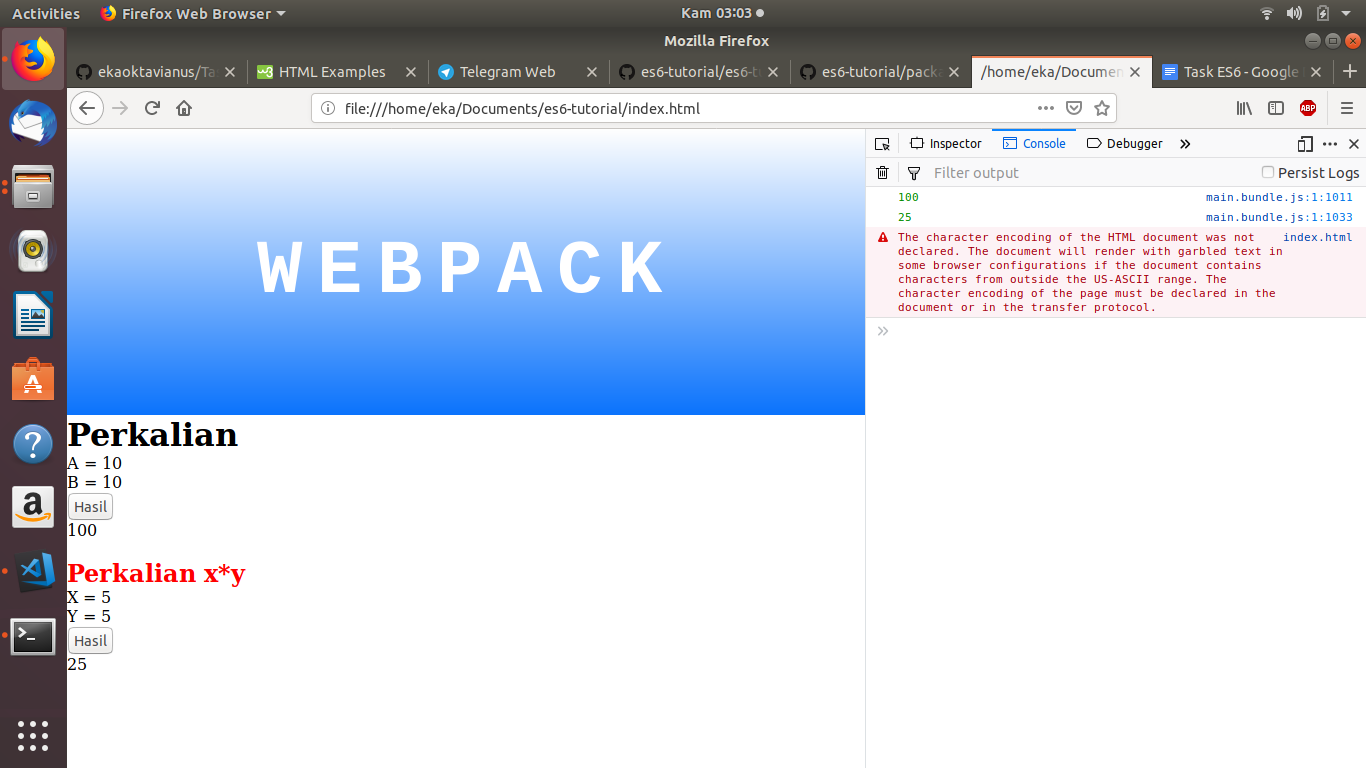 Activities Firefox Web Browser Kam 03:03
Mozilla Firefox
ekaoktavianus/Ta HTML Examples Telegram Web es6-tutorial/es6-t es6-tutorial/packa /home/eka/Documen Task ES6 - Google
file:///home/eka/Documents/es6-tutorial/index.html ABP
Inspector Console Debugger
Filter output Persist Logs
100 main.bundle.js:1:1011
25 main.bundle.js:1:1033
The character encoding of the HTML document was not index.html
declared. The document will render with garbled text in
some browser configurations if the document contains
characters from outside the US-ASCII range. The
character encoding of the page must be declared in the
document or in the transfer protocol.
WEBPACK
Perkalian
A = 10
B = 10
Hasil
100
Perkalian x*y
X = 5
Y = 5
Hasil
25